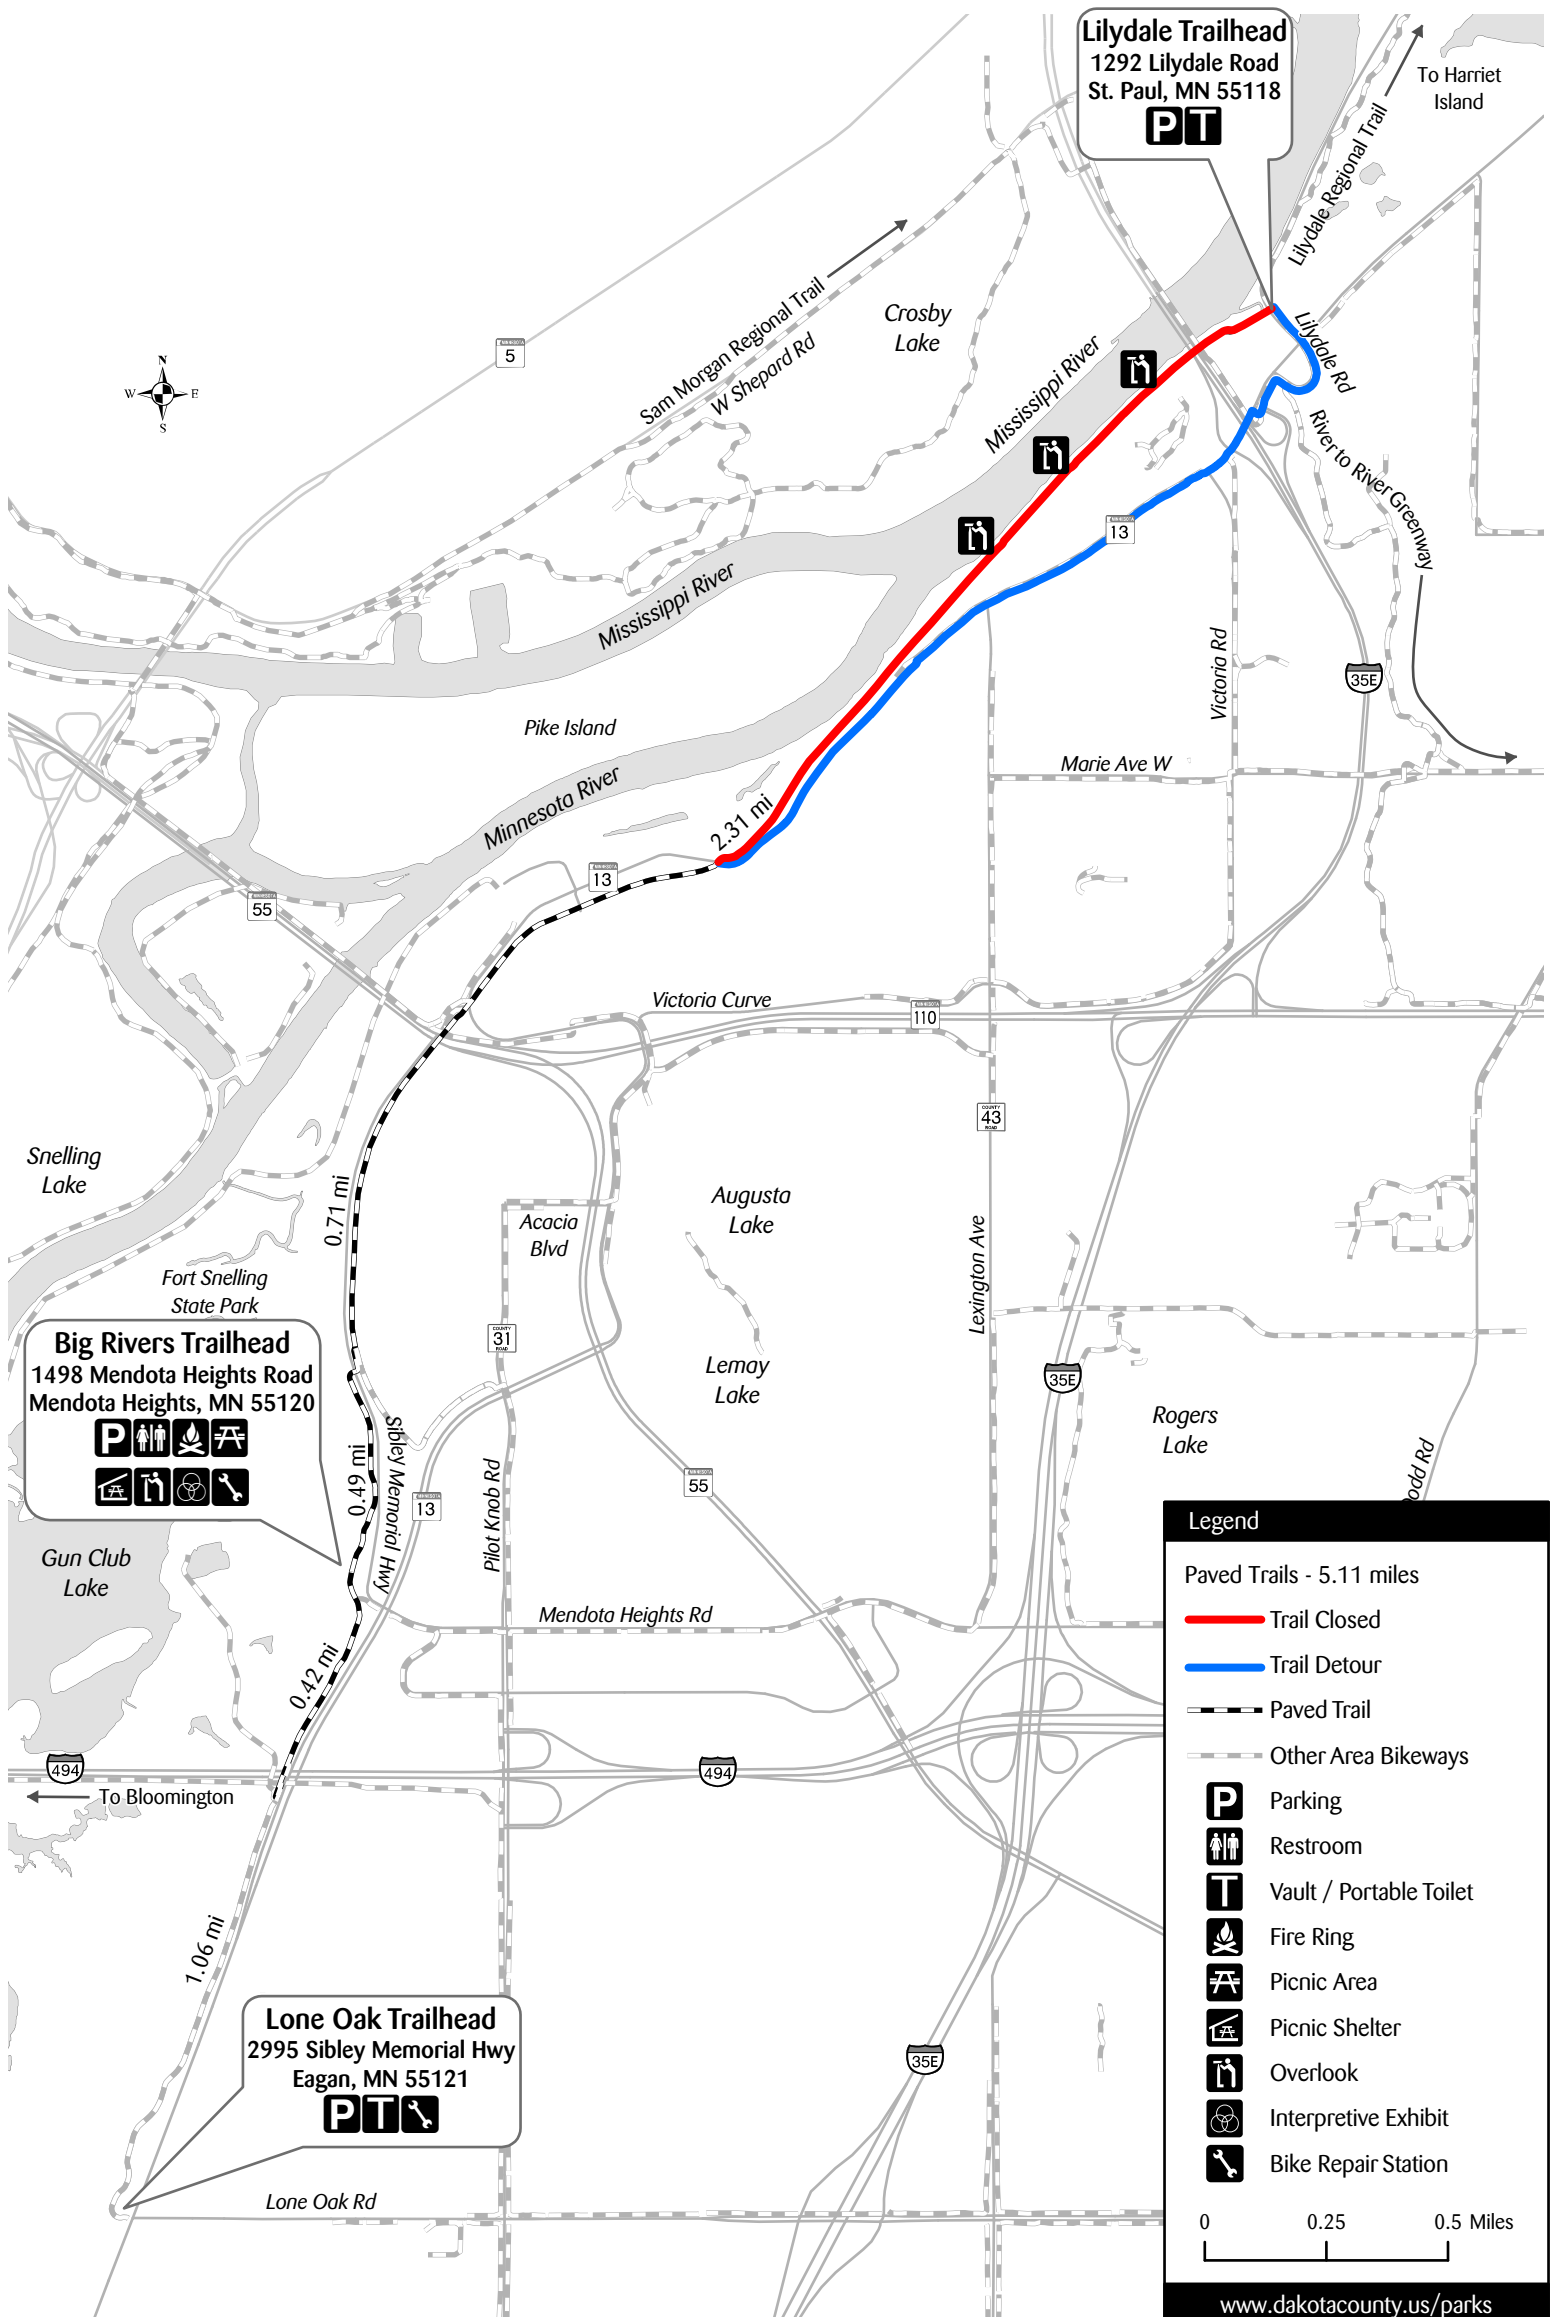 Lilydale Trailhead
1292 Lilydale Road
St. Paul, MN 55118
P T
To Harriet
Island
Lilydale Regional Trail
Sam Morgan Regional Trail
W Shepard Rd
Crosby
Lake
5
N
W E
S
Mississippi River
Lilydale Rd
River to River Greenway
13
Mississippi River
Victoria Rd
35E
Pike Island
Marie Ave W
Minnesota River
2.31 mi
13
55
Victoria Curve
110
COUNTY
43
ROAD
Snelling
Lake
0.71 mi
Acacia
Blvd
Augusta
Lake
Lexington Ave
Fort Snelling
State Park
Big Rivers Trailhead
1498 Mendota Heights Road
Mendota Heights, MN 55120
P
COUNTY
31
ROAD
Lemay
Lake
35E
Rogers
Lake
0.49 mi
Sibley Memorial Hwy
13
Pilot Knob Rd
55
Gun Club
Lake
Mendota Heights Rd
0.42 mi
494
494
To Bloomington
1.06 mi
Lone Oak Trailhead
2995 Sibley Memorial Hwy
Eagan, MN 55121
P T
35E
Lone Oak Rd
Legend
Paved Trails - 5.11 miles
Trail Closed
Trail Detour
Paved Trail
Other Area Bikeways
P Parking
Restroom
T Vault / Portable Toilet
Fire Ring
Picnic Area
Picnic Shelter
Overlook
Interpretive Exhibit
Bike Repair Station
0 0.25 0.5 Miles
www.dakotacounty.us/parks